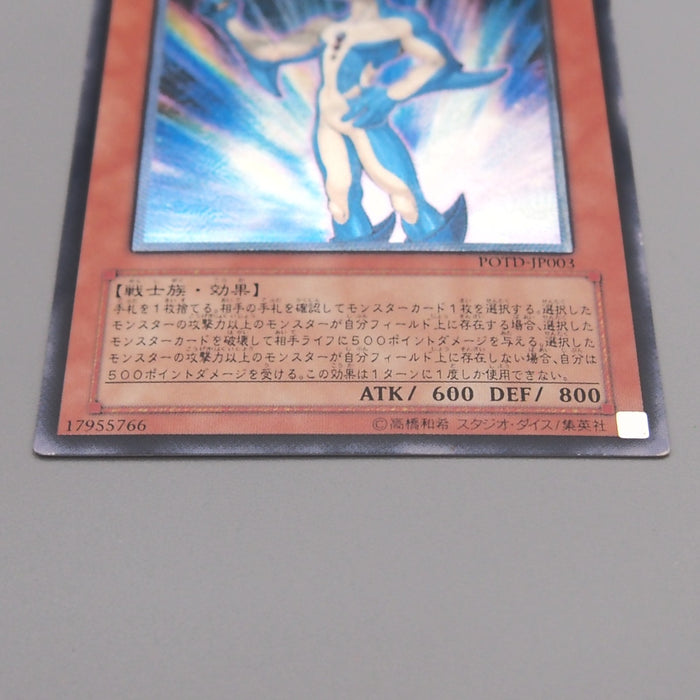 POTD-JP003
【戦士族・効果】
手札を1枚捨てる。相手の手札を確認してモンスターカード1枚を選択する。選択した
モンスターの攻撃力以上のモンスターが自分フィールド上に存在する場合、選択した
モンスターカードを破壊して相手ライフに500ポイントダメージを与える。選択した
モンスターの攻撃力以上のモンスターが自分フィールド上に存在しない場合、自分は
500ポイントダメージを受ける。この効果は1ターンに1度しか使用できない。
ATK/ 600 DEF/ 800
17955766 ©高橋和希 スタジオ・ダイス/集英社